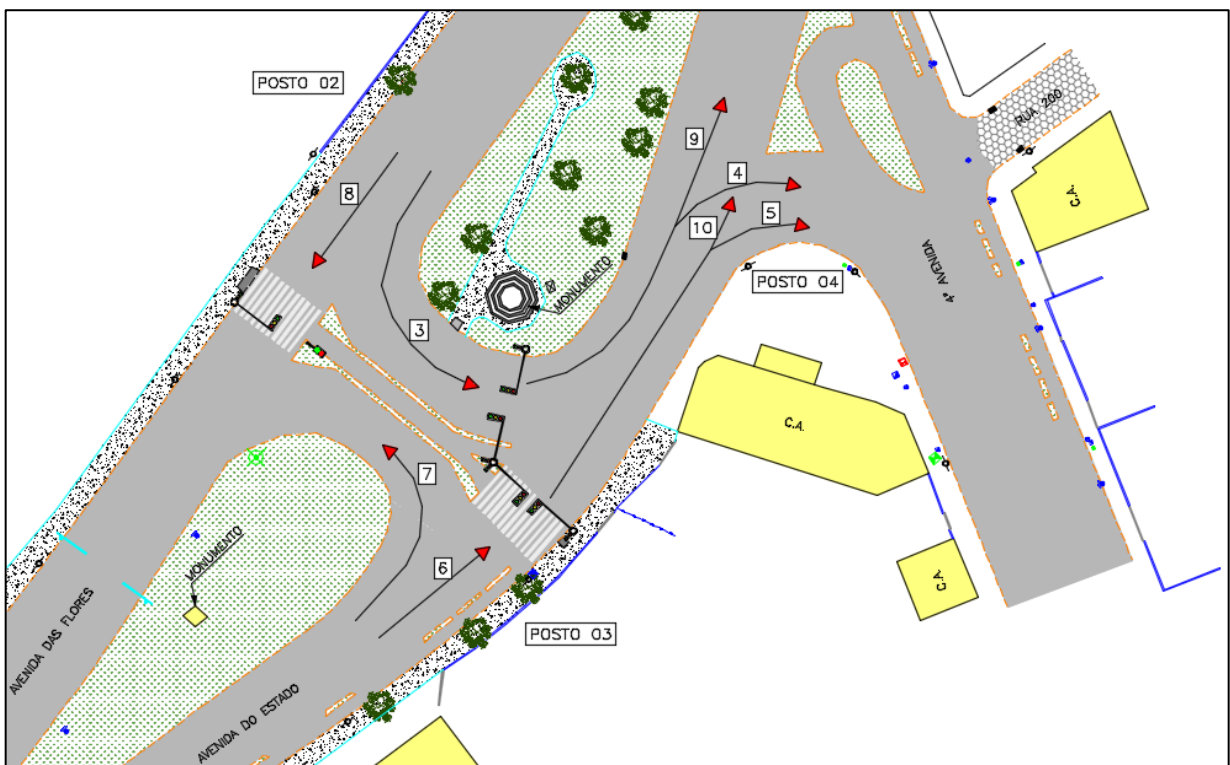 POSTO 02
RUA 200
9
4
8
C.A.
10
5
4ª AVENIDA
MONUMENTO
POSTO 04
3
C.A.
7
MONUMENTO
6
C.A.
AVENIDA DAS FLORES
POSTO 03
AVENIDA DO ESTADO